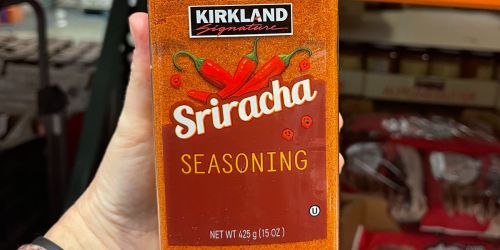 KIRKLAND
Signature
Sriracha
SEASONING
U
NET WT 425 g (15 OZ)